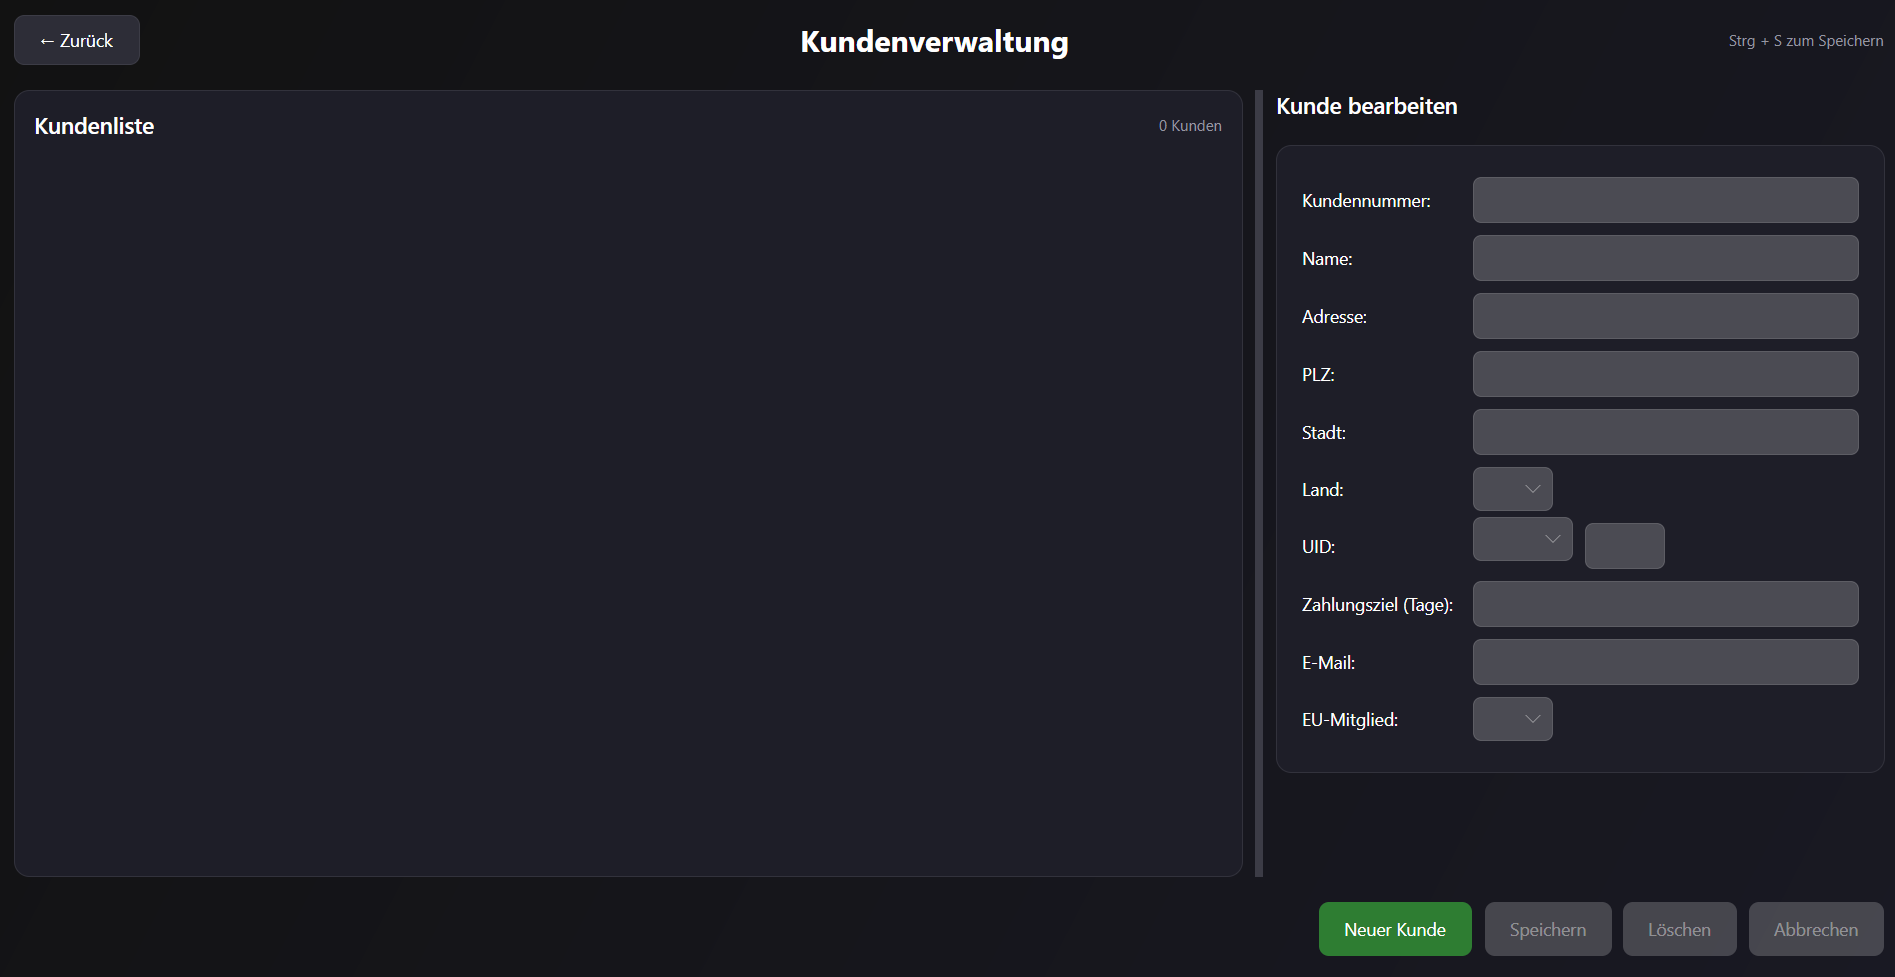 ← Zurück
Kundenverwaltung
Strg + S zum Speichern
Kundenliste
0 Kunden
Kunde bearbeiten
Kundennummer:
Name:
Adresse:
PLZ:
Stadt:
Land:
UID:
Zahlungsziel (Tage):
E-Mail:
EU-Mitglied:
Neuer Kunde
Speichern
Löschen
Abbrechen